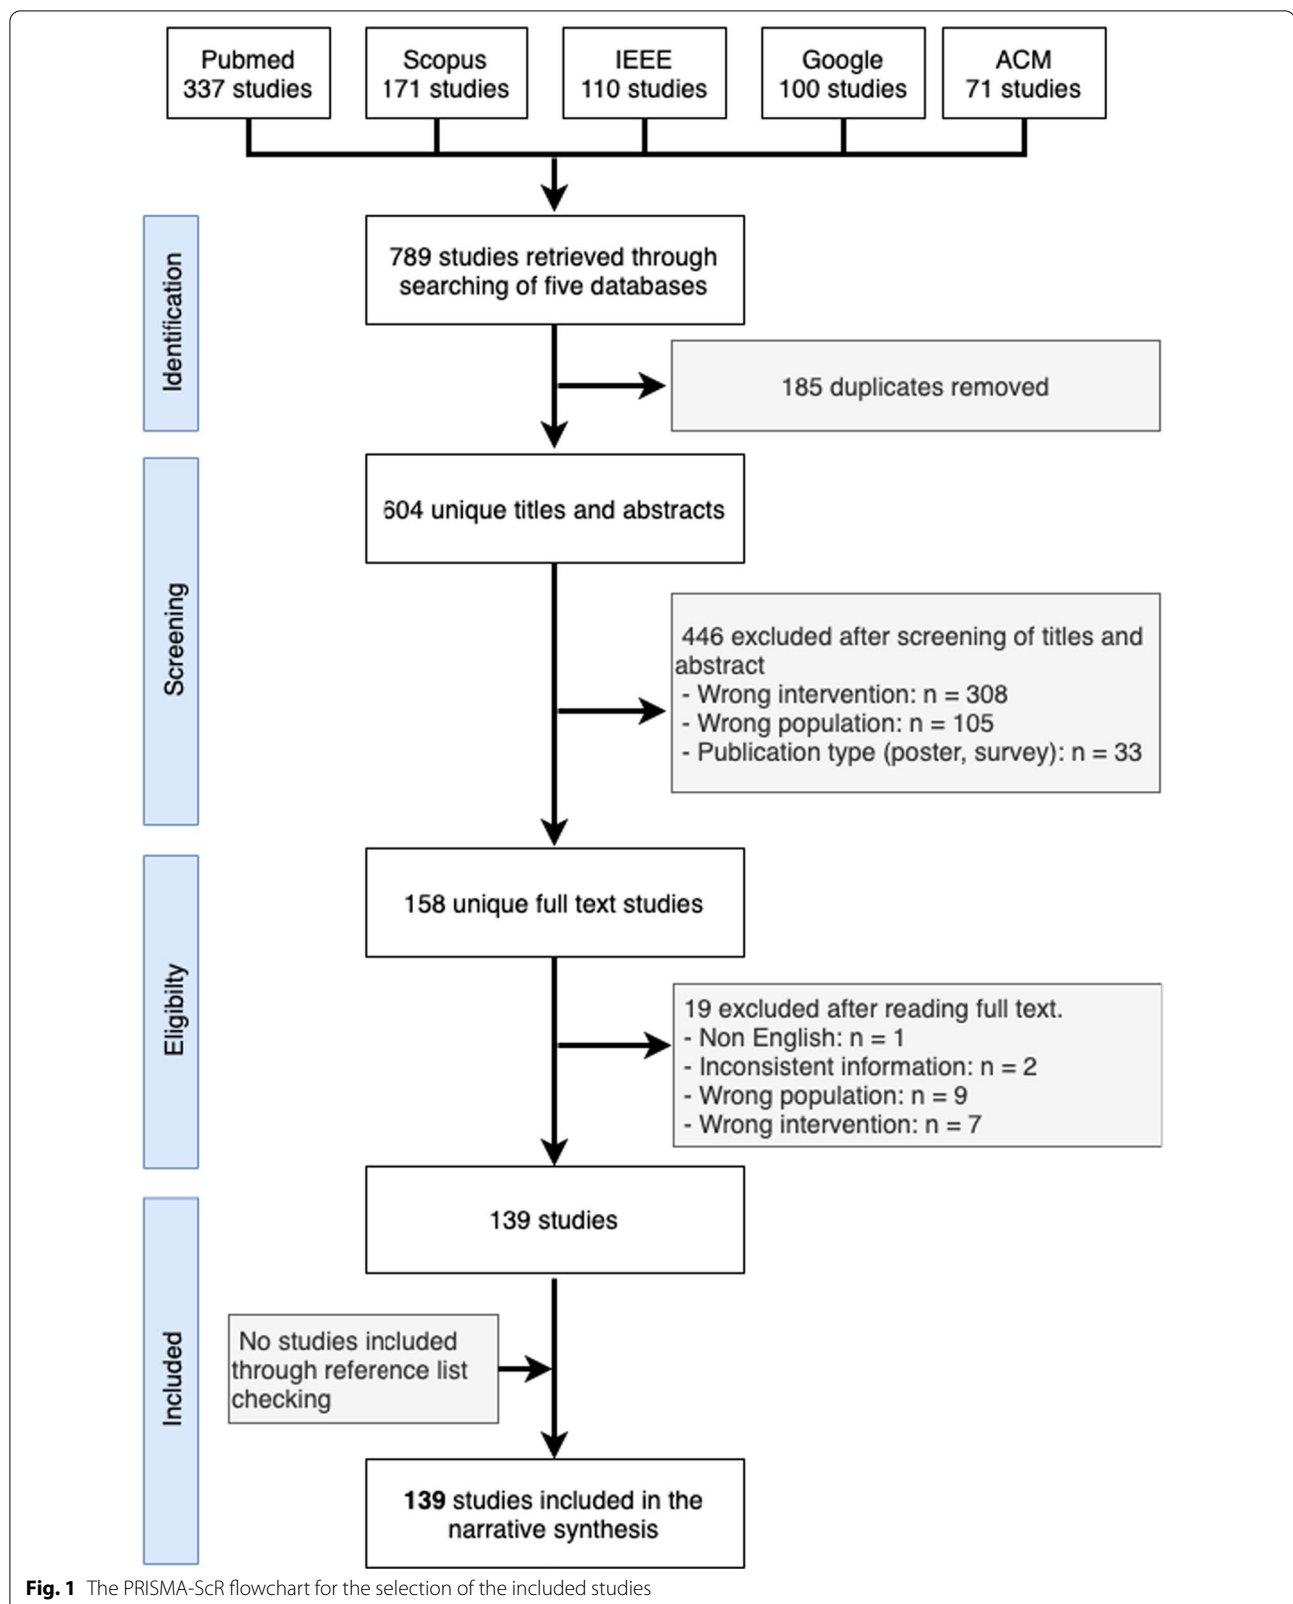 Pubmed
337 studies
Scopus
171 studies
IEEE
110 studies
Google
100 studies
ACM
71 studies
Identification
789 studies retrieved through
searching of five databases
185 duplicates removed
Screening
604 unique titles and abstracts
446 excluded after screening of titles and
abstract
- Wrong intervention: n = 308
- Wrong population: n = 105
- Publication type (poster, survey): n = 33
Eligibilty
158 unique full text studies
19 excluded after reading full text.
- Non English: n = 1
- Inconsistent information: n = 2
- Wrong population: n = 9
- Wrong intervention: n = 7
Included
139 studies
No studies included
through reference list
checking
139 studies included in the
narrative synthesis
Fig. 1 The PRISMA-ScR flowchart for the selection of the included studies